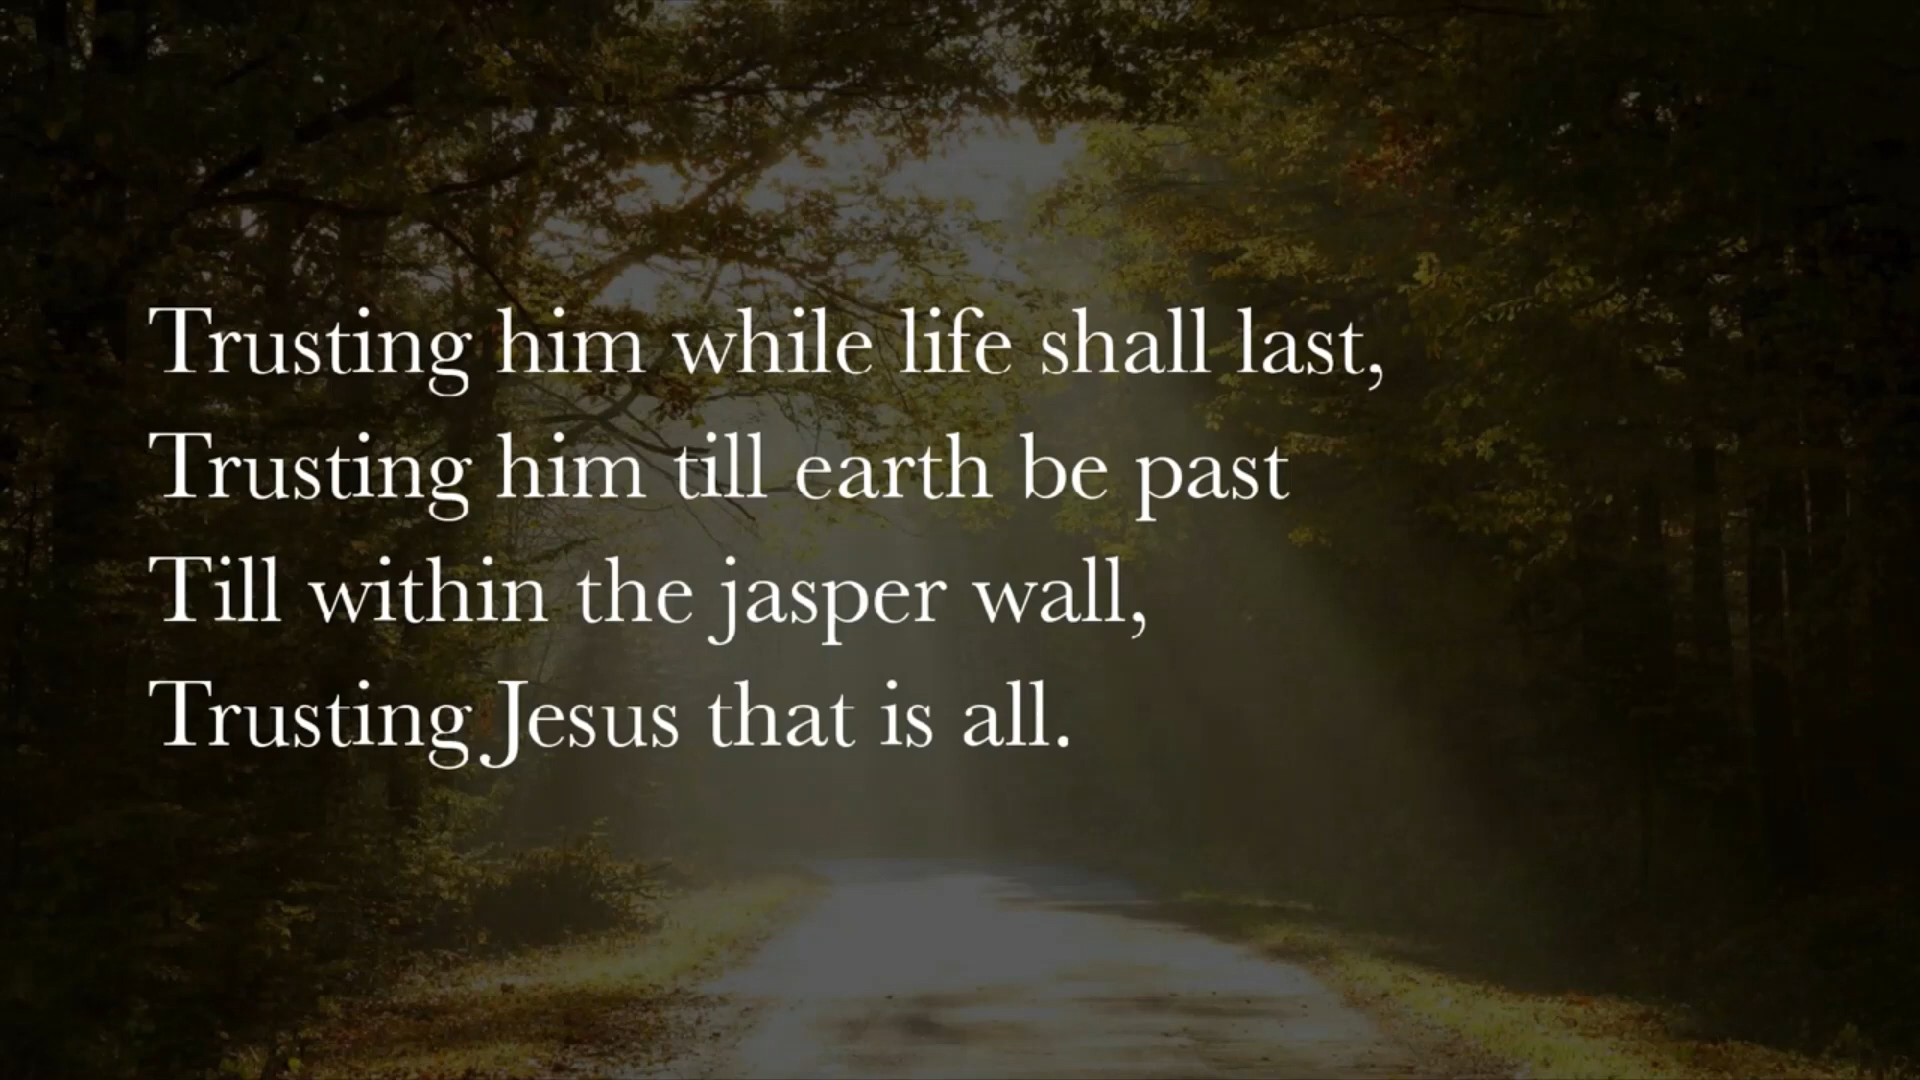 Trusting him while life shall last,
Trusting him till earth be past
Till within the jasper wall,
Trusting Jesus that is all.